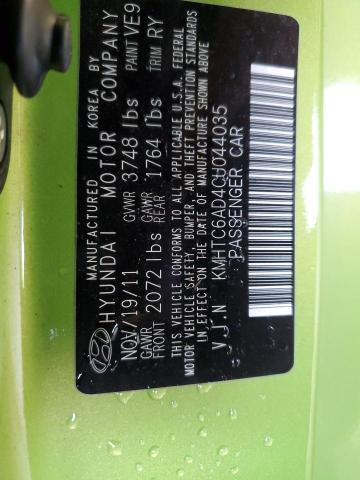 MANUFACTURED IN KOREA BY
HYUNDAI MOTOR COMPANY
NOV/19/11 GVWR 3748 lbs PAINT VE9
GAWR FRONT 2072 lbs GAWR REAR 1764 lbs TRIM RY
THIS VEHICLE CONFORMS TO ALL APPLICABLE U.S.A. FEDERAL
MOTOR VEHICLE SAFETY, BUMPER, AND THEFT PREVENTION
STANDARDS IN EFFECT ON THE DATE OF MANUFACTURE SHOWN ABOVE
V.I.N KMHTC6AD4CU044035
PASSENGER CAR